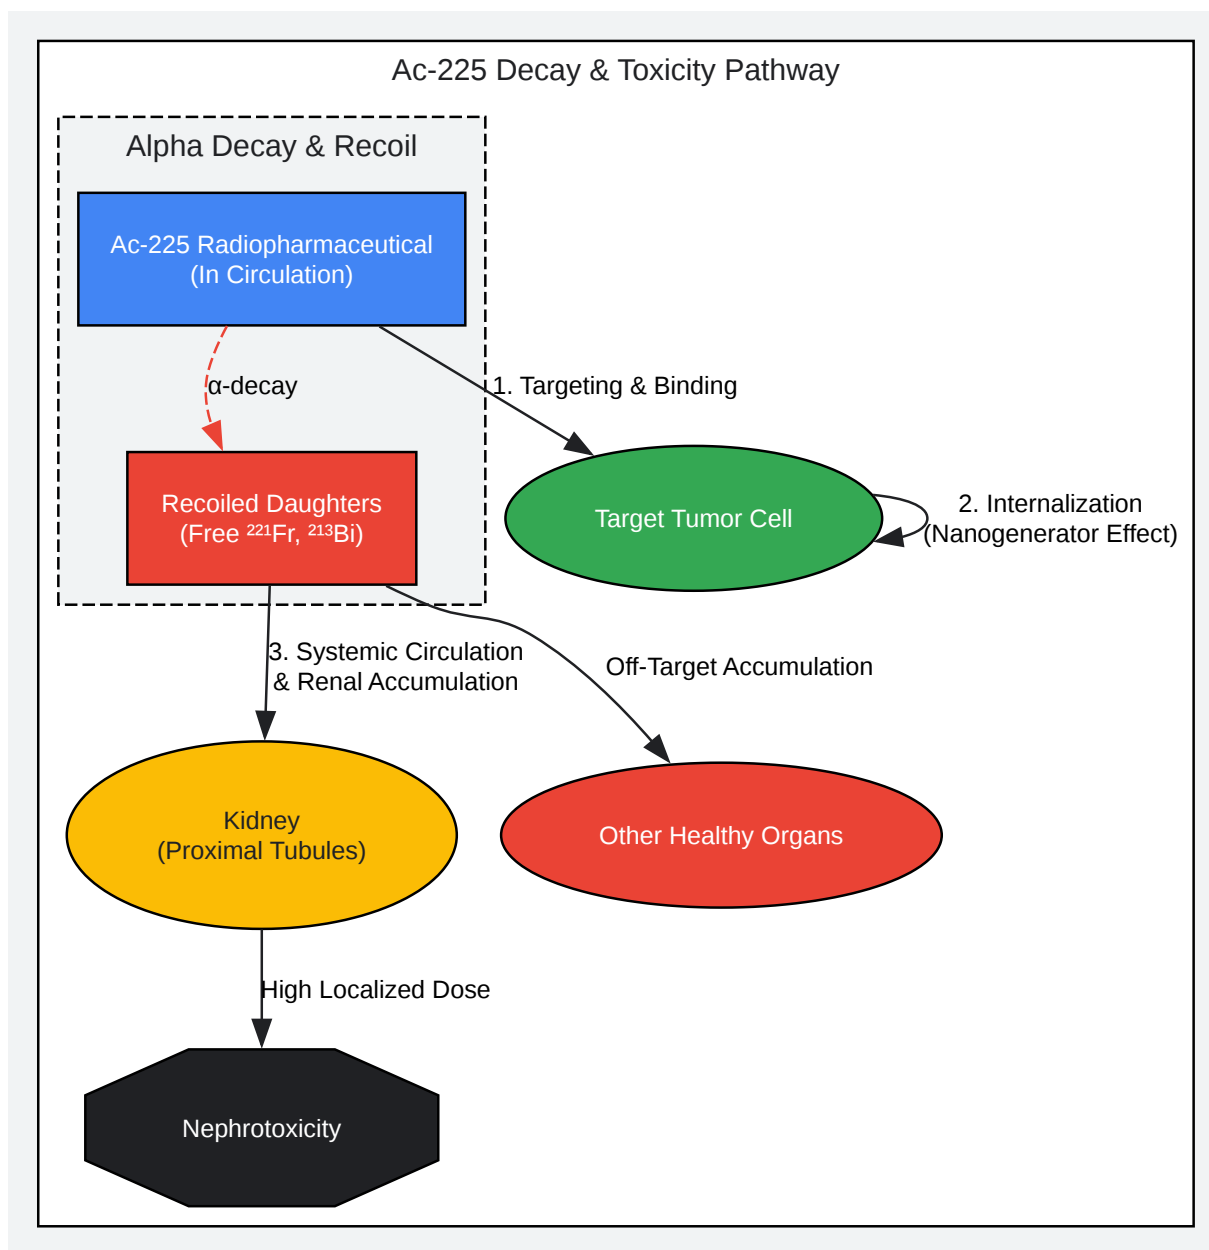 Ac-225 Decay & Toxicity Pathway
Alpha Decay & Recoil
Ac-225 Radiopharmaceutical
(In Circulation)
α-decay
1. Targeting & Binding
Recoiled Daughters
(Free ²²¹Fr, ²¹³Bi)
Target Tumor Cell
2. Internalization
(Nanogenerator Effect)
3. Systemic Circulation
& Renal Accumulation
Off-Target Accumulation
Kidney
(Proximal Tubules)
Other Healthy Organs
High Localized Dose
Nephrotoxicity